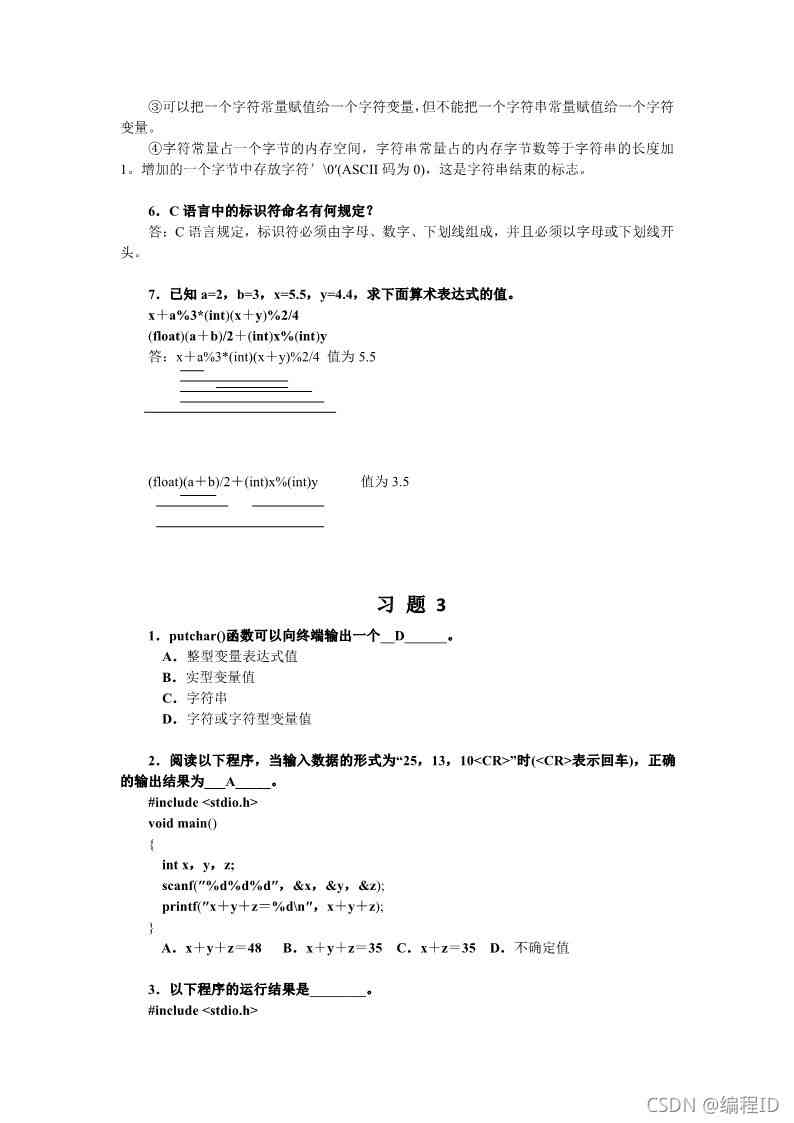 ③可以把一个字符常量赋值给一个字符变量，但不能把一个字符串常量赋值给一个字符
变量。
④字符常量占一个字节的内存空间，字符串常量占的内存字节数等于字符串的长度加
1。增加的一个字节中存放字符′\0′(ASCII 码为 0)，这是字符串结束的标志。
6．C 语言中的标识符命名有何规定？
答：C 语言规定，标识符必须由字母、数字、下划线组成，并且必须以字母或下划线开
头。
7．已知 a=2，b=3，x=5.5，y=4.4，求下面算术表达式的值。
x＋a%3*(int)(x＋y)%2/4
(float)(a＋b)/2＋(int)x%(int)y
答：x＋a%3*(int)(x＋y)%2/4 值为 5.5
(float)(a＋b)/2＋(int)x%(int)y 值为 3.5
习 题 3
1．putchar()函数可以向终端输出一个__D______。
A．整型变量表达式值
B．实型变量值
C．字符串
D．字符或字符型变量值
2．阅读以下程序，当输入数据的形式为“25，13，10<CR>”时(<CR>表示回车)，正确
的输出结果为___A_____。
#include <stdio.h>
void main()
{
int x，y，z;
scanf(″%d%d%d″，&x，&y，&z);
printf(″x＋y＋z＝%d\n″，x＋y＋z);
}
A．x＋y＋z＝48 B．x＋y＋z＝35 C．x＋z＝35 D．不确定值
3．以下程序的运行结果是________。
#include <stdio.h>
CSDN @编程ID